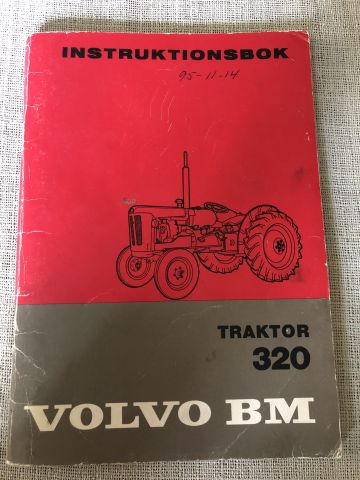 INSTRUKTIONSBOK
95-11-14
TRAKTOR
320
VOLVO BM